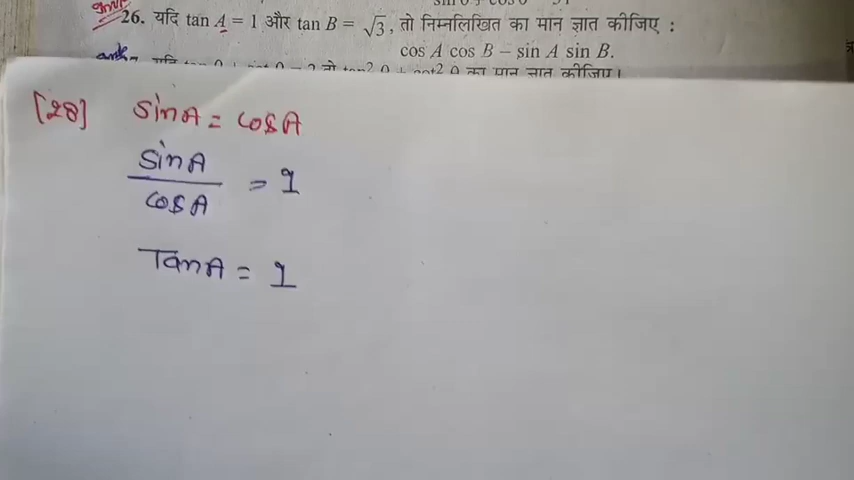 26. यदि tan A = 1 और tan B = √3, तो निम्नलिखित का मान ज्ञात कीजिए :
cos A cos B – sin A sin B.
का मान ज्ञात कीजिए।
[28] sinA = cosA
sinA
cosA
= 1
TanA = 1